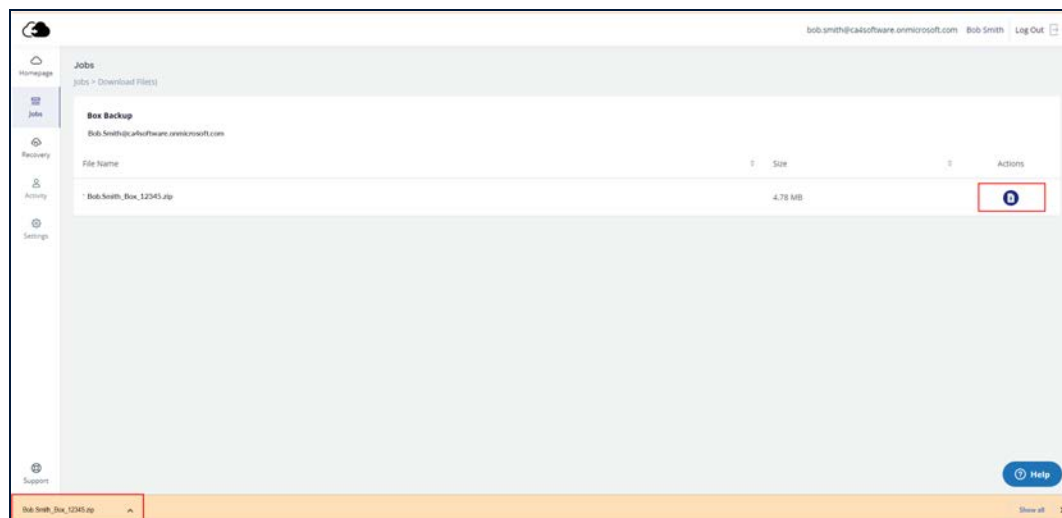 bob.smith@ca4software.onmicrosoft.com Bob Smith Log Out
Homepage
Jobs
Recovery
Activity
Settings
Support
Jobs
Jobs > Download File(s)
Box Backup
Bob.Smith@ca4software.onmicrosoft.com
File Name Size Actions
Bob.Smith_Box_12345.zip 4.78 MB
Help
Bob.Smith_Box_12345.zip Show all